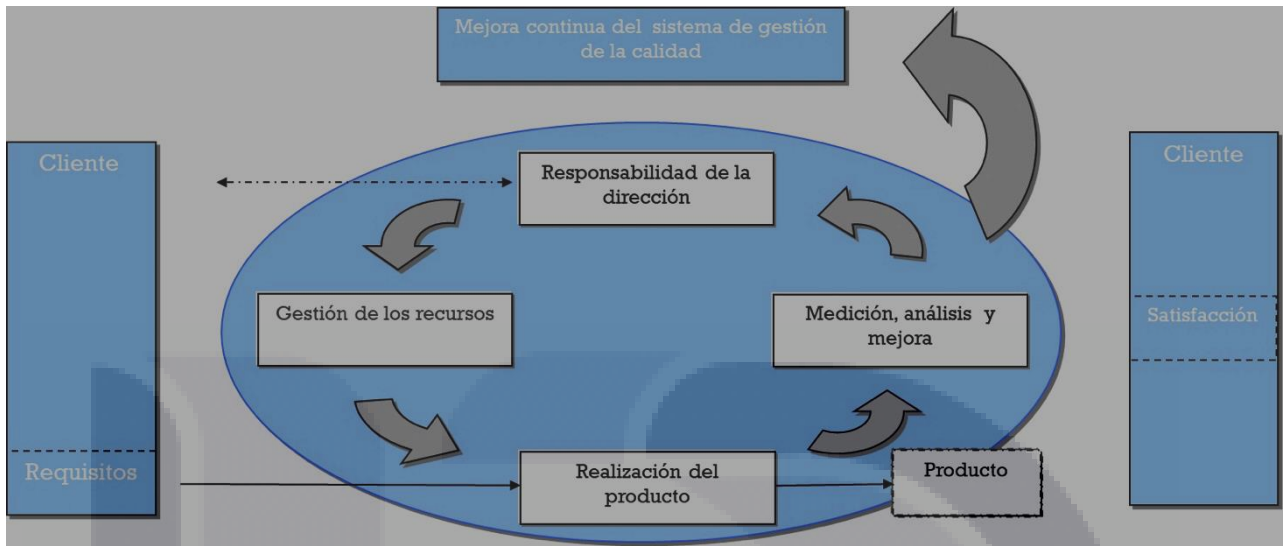 Mejora continua del sistema de gestión
de la calidad
Cliente
Cliente
Responsabilidad de la
dirección
Gestión de los recursos
Medición, análisis y
mejora
Satisfacción
Requisitos
Realización del
producto
Producto